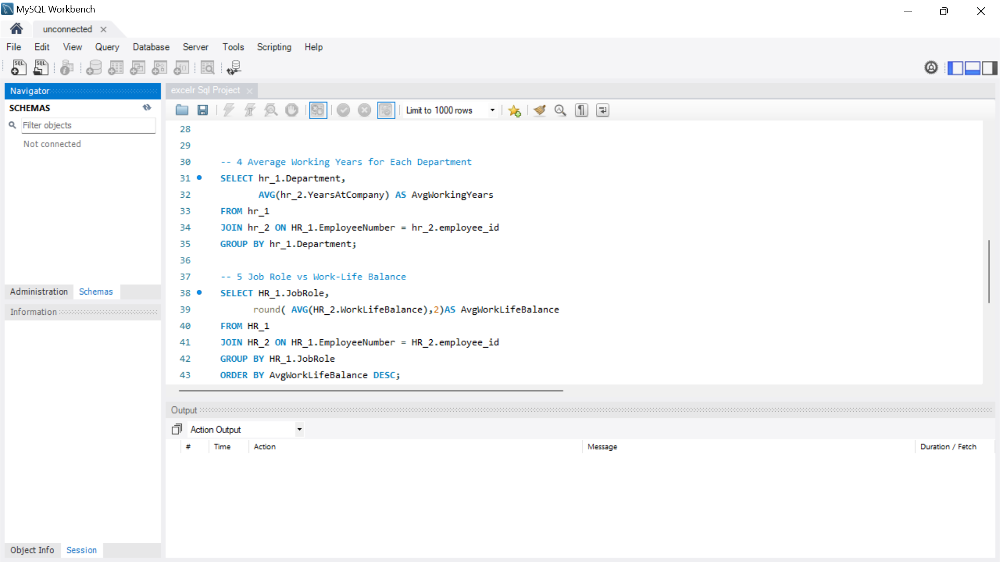 MySQL Workbench
unconnected
File Edit View Query Database Server Tools Scripting Help
SQL SQL
Navigator
SCHEMAS
Filter objects
Not connected
Administration Schemas
Information
Object Info Session
excelr Sql Project
Limit to 1000 rows
28
29
30 -- 4 Average Working Years for Each Department
31 SELECT hr_1.Department,
32 AVG(hr_2.YearsAtCompany) AS AvgWorkingYears
33 FROM hr_1
34 JOIN hr_2 ON HR_1.EmployeeNumber = hr_2.employee_id
35 GROUP BY hr_1.Department;
36
37 -- 5 Job Role vs Work-Life Balance
38 SELECT HR_1.JobRole,
39 round( AVG(HR_2.WorkLifeBalance),2)AS AvgWorkLifeBalance
40 FROM HR_1
41 JOIN HR_2 ON HR_1.EmployeeNumber = HR_2.employee_id
42 GROUP BY HR_1.JobRole
43 ORDER BY AvgWorkLifeBalance DESC;
Output
Action Output
# Time Action Message Duration / Fetch